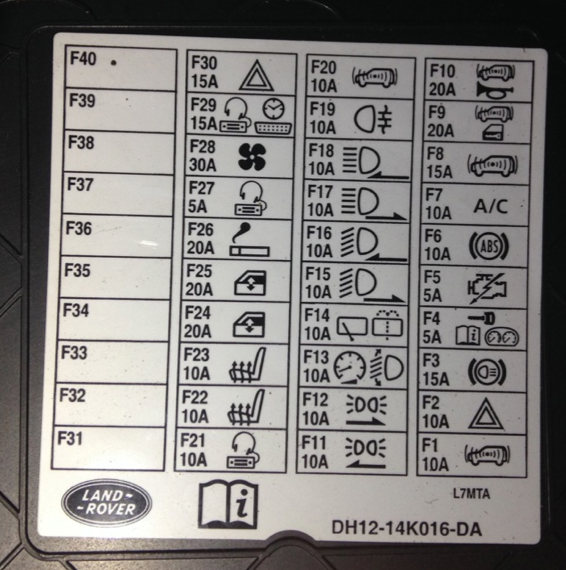 F40
F39
F38
F37
F36
F35
F34
F33
F32
F31
F30
15A
F29
15A
F28
30A
F27
5A
F26
20A
F25
20A
F24
20A
F23
10A
F22
10A
F21
10A
F20
10A
F19
10A
F18
10A
F17
10A
F16
10A
F15
10A
F14
10A
F13
10A
F12
10A
F11
10A
F10
20A
F9
20A
F8
15A
F7
10A A/C
F6
10A ABS
F5
5A
F4
5A i
F3
15A
F2
10A
F1
10A
LAND-
-ROVER
i
L7MTA
DH12-14K016-DA